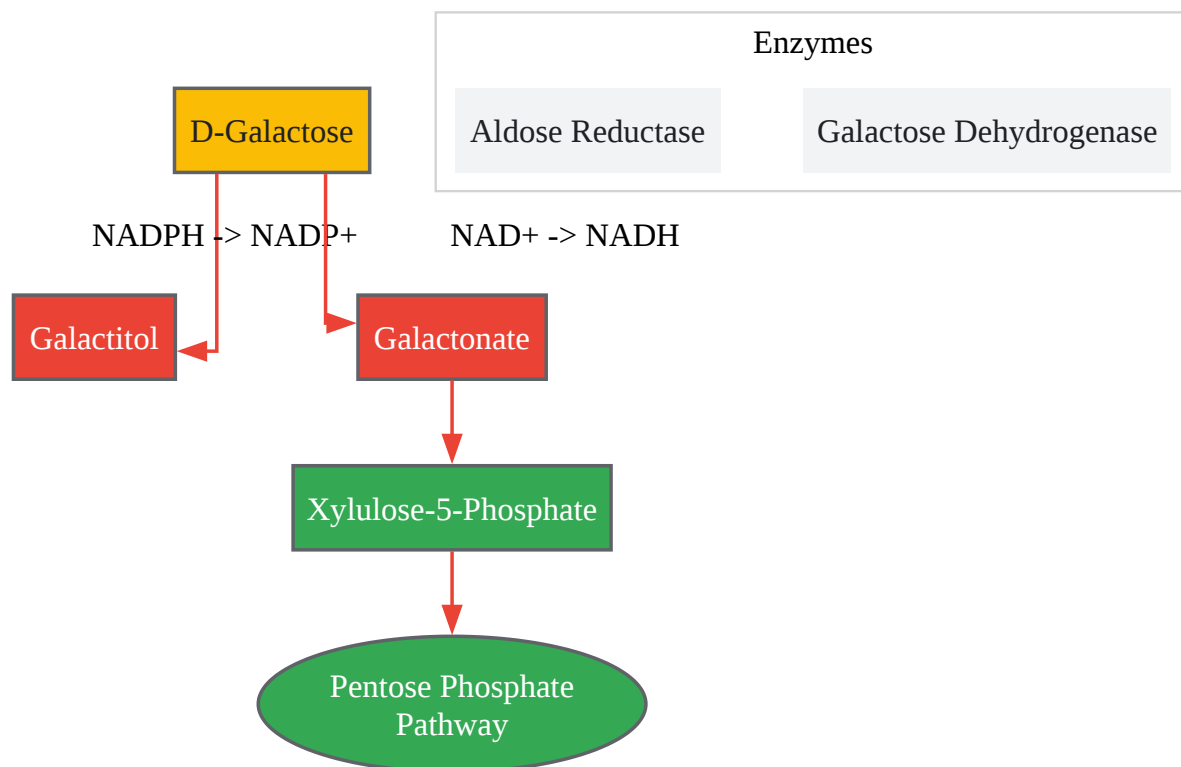 Enzymes
D-Galactose
Aldose Reductase
Galactose Dehydrogenase
NADPH -> NADP+
NAD+ -> NADH
Galactitol
Galactonate
Xylulose-5-Phosphate
Pentose Phosphate
Pathway